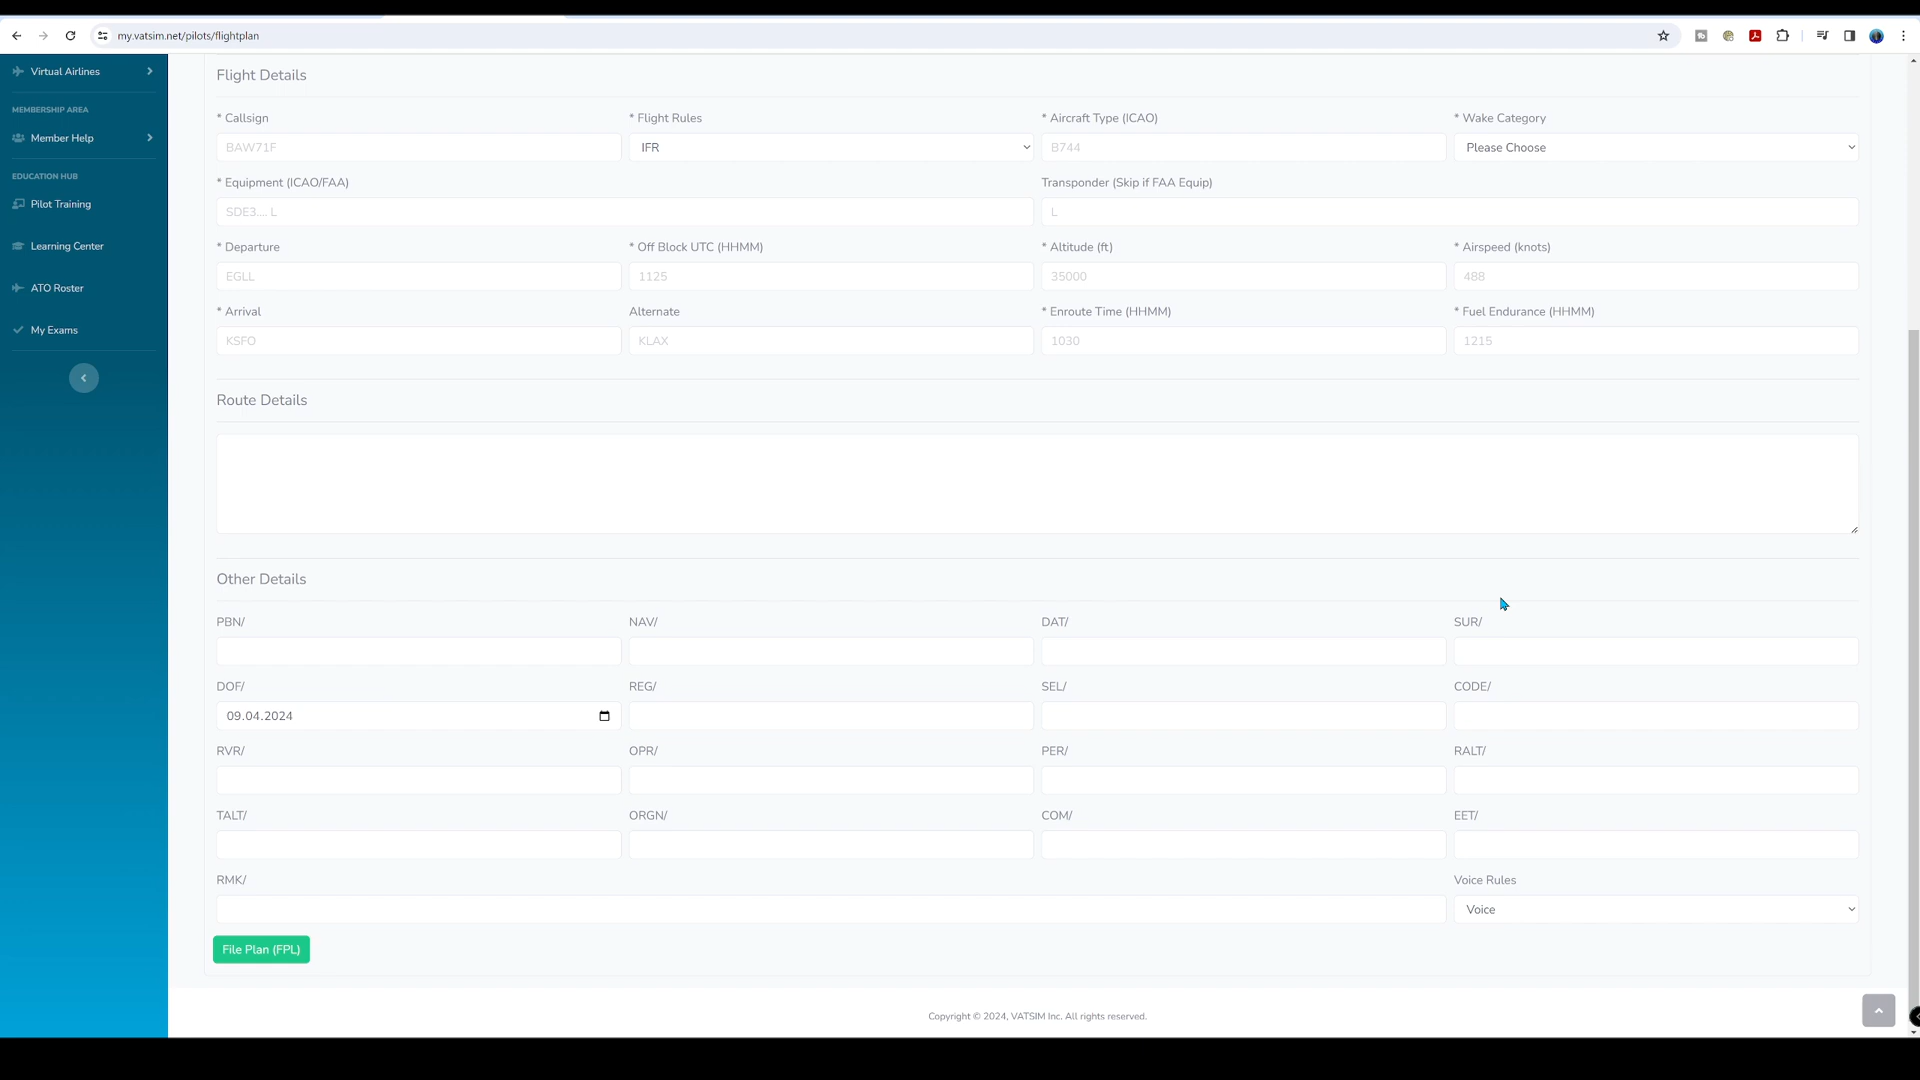 my.vatsim.net/pilots/flightplan
Virtual Airlines
MEMBERSHIP AREA
Member Help
EDUCATION HUB
Pilot Training
Learning Center
ATO Roster
My Exams
Flight Details
* Callsign
* Flight Rules
* Aircraft Type (ICAO)
* Wake Category
BAW71F
IFR
B744
Please Choose
* Equipment (ICAO/FAA)
Transponder (Skip if FAA Equip)
SDE3.... L
L
* Departure
* Off Block UTC (HHMM)
* Altitude (ft)
* Airspeed (knots)
EGLL
1125
35000
488
* Arrival
Alternate
* Enroute Time (HHMM)
* Fuel Endurance (HHMM)
KSFO
KLAX
1030
1215
Route Details
Other Details
PBN/
NAV/
DAT/
SUR/
DOF/
REG/
SEL/
CODE/
09.04.2024
RVR/
OPR/
PER/
RALT/
TALT/
ORGN/
COM/
EET/
RMK/
Voice Rules
Voice
File Plan (FPL)
Copyright © 2024, VATSIM Inc. All rights reserved.